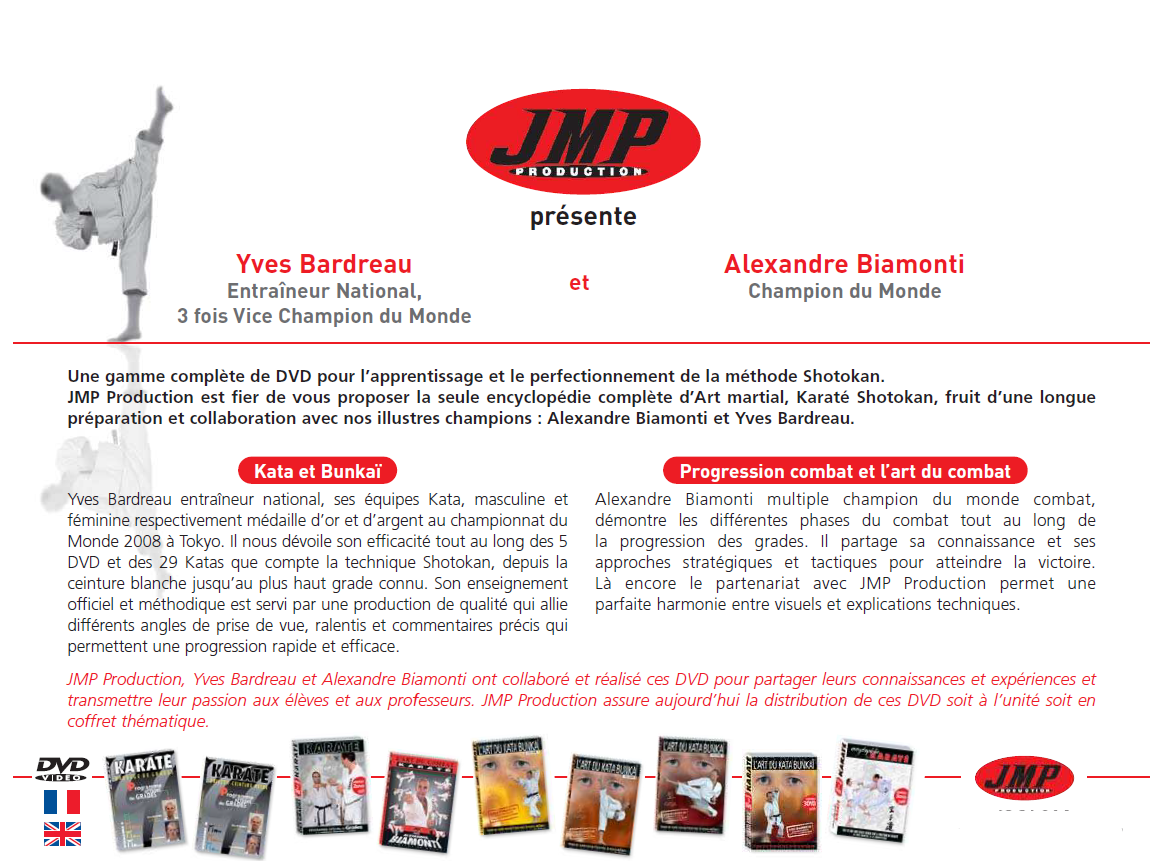 JMP
PRODUCTION
présente
Yves Bardreau
Entraîneur National,
3 fois Vice Champion du Monde
et
Alexandre Biamonti
Champion du Monde
Une gamme complète de DVD pour l’apprentissage et le perfectionnement de la méthode Shotokan.
JMP Production est fier de vous proposer la seule encyclopédie complète d’Art martial, Karaté Shotokan, fruit d’une longue
préparation et collaboration avec nos illustres champions : Alexandre Biamonti et Yves Bardreau.
Kata et Bunkaï
Yves Bardreau entraîneur national, ses équipes Kata, masculine et
féminine respectivement médaille d’or et d’argent au championnat du
Monde 2008 à Tokyo. Il nous dévoile son efficacité tout au long des 5
DVD et des 29 Katas que compte la technique Shotokan, depuis la
ceinture blanche jusqu’au plus haut grade connu. Son enseignement
officiel et méthodique est servi par une production de qualité qui allie
différents angles de prise de vue, ralentis et commentaires précis qui
permettent une progression rapide et efficace.
Progression combat et l’art du combat
Alexandre Biamonti multiple champion du monde combat,
démontre les différentes phases du combat tout au long de
la progression des grades. Il partage sa connaissance et ses
approches stratégiques et tactiques pour atteindre la victoire.
Là encore le partenariat avec JMP Production permet une
parfaite harmonie entre visuels et explications techniques.
JMP Production, Yves Bardreau et Alexandre Biamonti ont collaboré et réalisé ces DVD pour partager leurs connaissances et expériences et
transmettre leur passion aux élèves et aux professeurs. JMP Production assure aujourd’hui la distribution de ces DVD soit à l’unité soit en
coffret thématique.
DVD
VIDEO
KARATE
Programme
des GRADES
KARATE
CEINTURE NOIRE
Programme
des GRADES
KARATE
L'ART DU COMBAT
KARATE
BIAMONTI
L'ART DU KATA BUNKAI
L'ART DU KATA BUNKAI
L'ART DU KATA BUNKAI
L'ART DU KATA BUNKAÏ
KARATE
JMP
PRODUCTION